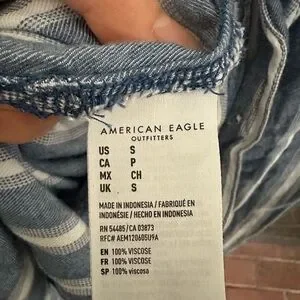 AMERICAN EAGLE
OUTFITTERS
US S
CA P
MX CH
UK S
MADE IN INDONESIA / FABRIQUÉ EN
INDONÉSIE / HECHO EN INDONESIA
RN 54485/CA 03873
RFC# AEM120605U9A
EN 100% VISCOSE
FR 100% VISCOSE
SP 100% viscosa